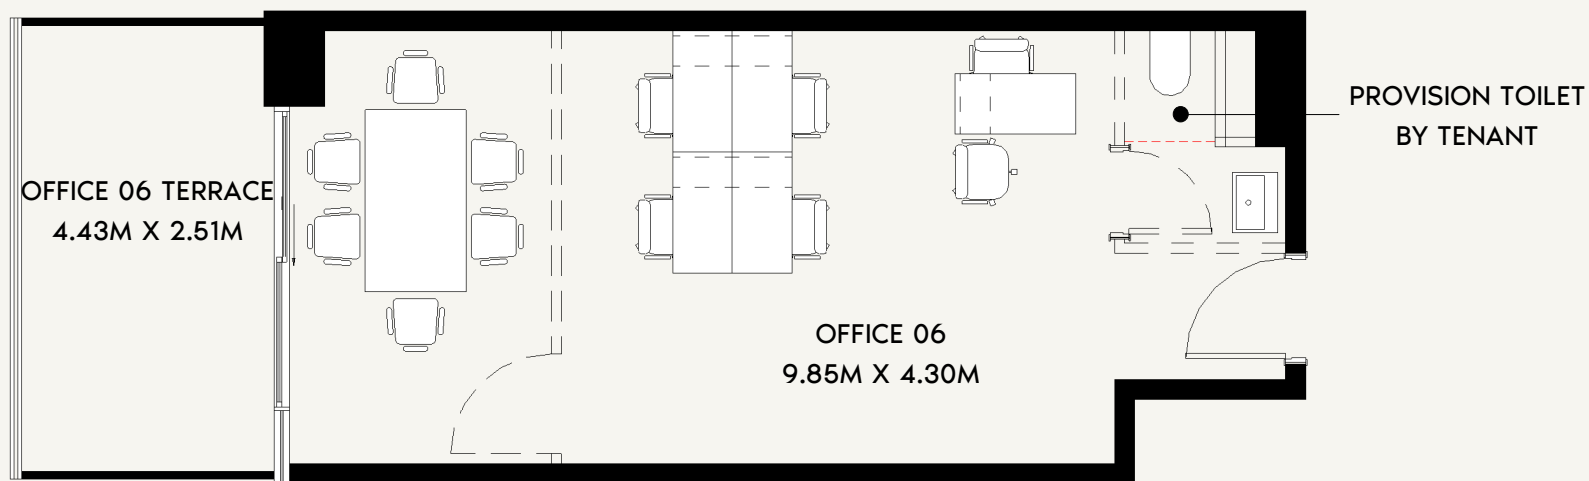 PROVISION TOILET
BY TENANT
OFFICE 06 TERRACE
4.43M X 2.51M
OFFICE 06
9.85M X 4.30M